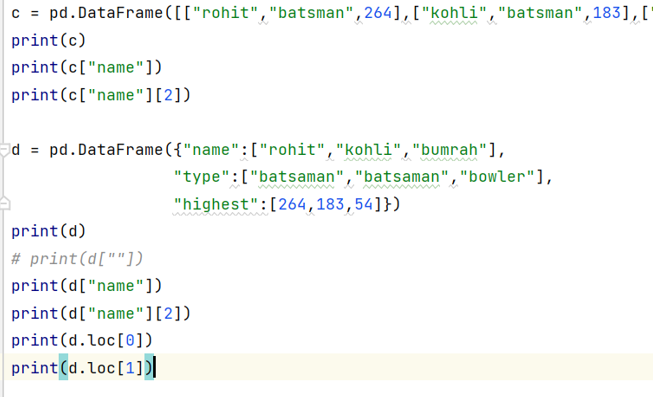 c = pd.DataFrame([["rohit","batsman",264],["kohli","batsman",183],["
print(c)
print(c["name"])
print(c["name"][2])
d = pd.DataFrame({"name":["rohit","kohli","bumrah"],
"type":["batsaman","batsaman","bowler"],
"highest":[264,183,54]})
print(d)
# print(d[""])
print(d["name"])
print(d["name"][2])
print(d.loc[0])
print(d.loc[1])